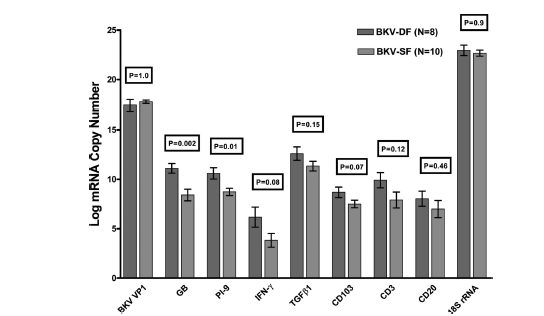 25
20
15
10
5
0
Log mRNA Copy Number
BKV-DF (N=8)
BKV-SF (N=10)
P=1.0
P=0.002
P=0.01
P=0.08
P=0.15
P=0.07
P=0.12
P=0.46
P=0.9
BKV VP1
GB
PI-9
IFN-γ
TGFβ1
CD103
CD3
CD20
18S rRNA